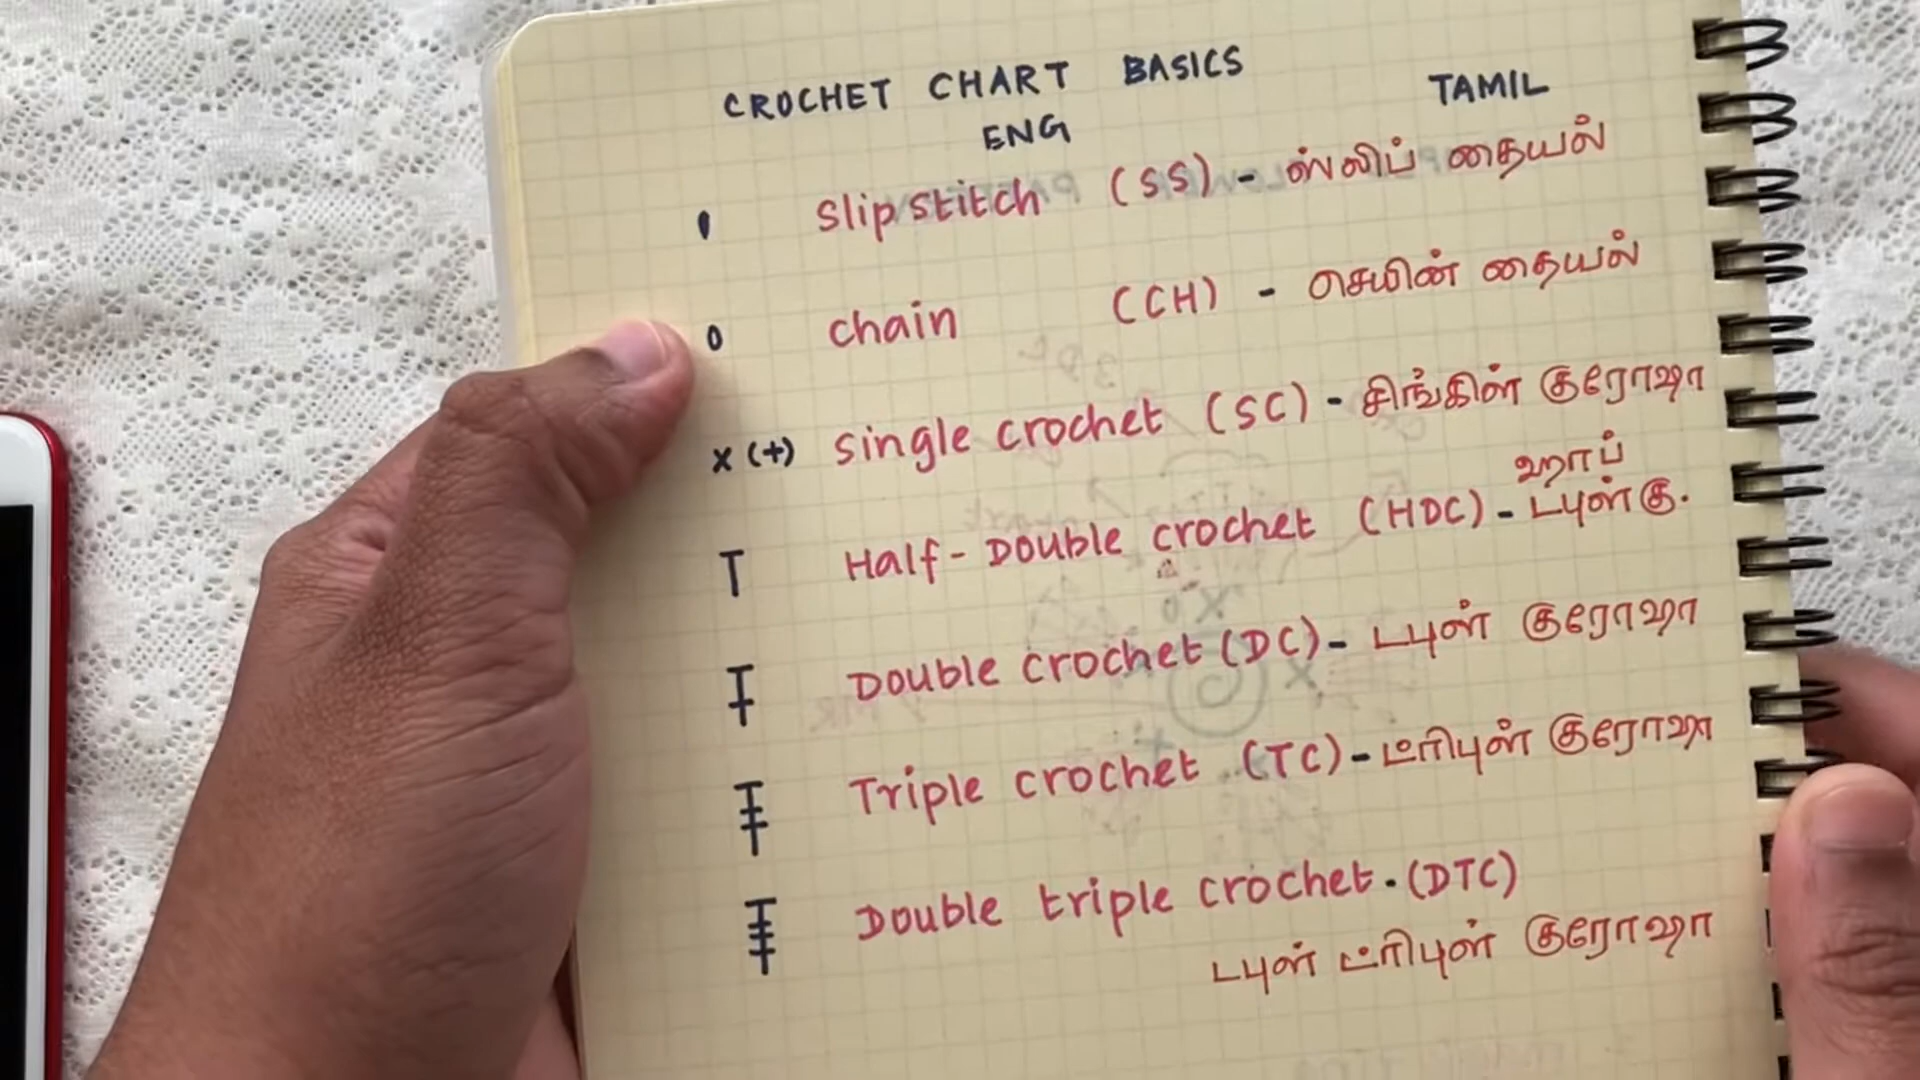 CROCHET CHART BASICS
ENG TAMIL
slip stitch (SS) - ஸ்லிப் தையல்
chain (CH) - செயின் தையல்
x (+) single crochet (SC) - சிங்கிள் குரோஷா
T Half-Double crochet (HDC) - ஹாப் டபுள் கு.
Double crochet (DC) - டபுள் குரோஷா
Triple crochet (TC) - ட்ரிபுள் குரோஷா
Double triple crochet. (DTC)
டபுள் ட்ரிபுள் குரோஷா